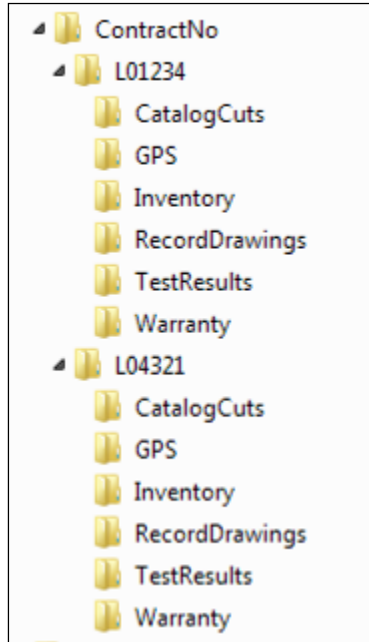 ContractNo
L01234
CatalogCuts
GPS
Inventory
RecordDrawings
TestResults
Warranty
L04321
CatalogCuts
GPS
Inventory
RecordDrawings
TestResults
Warranty